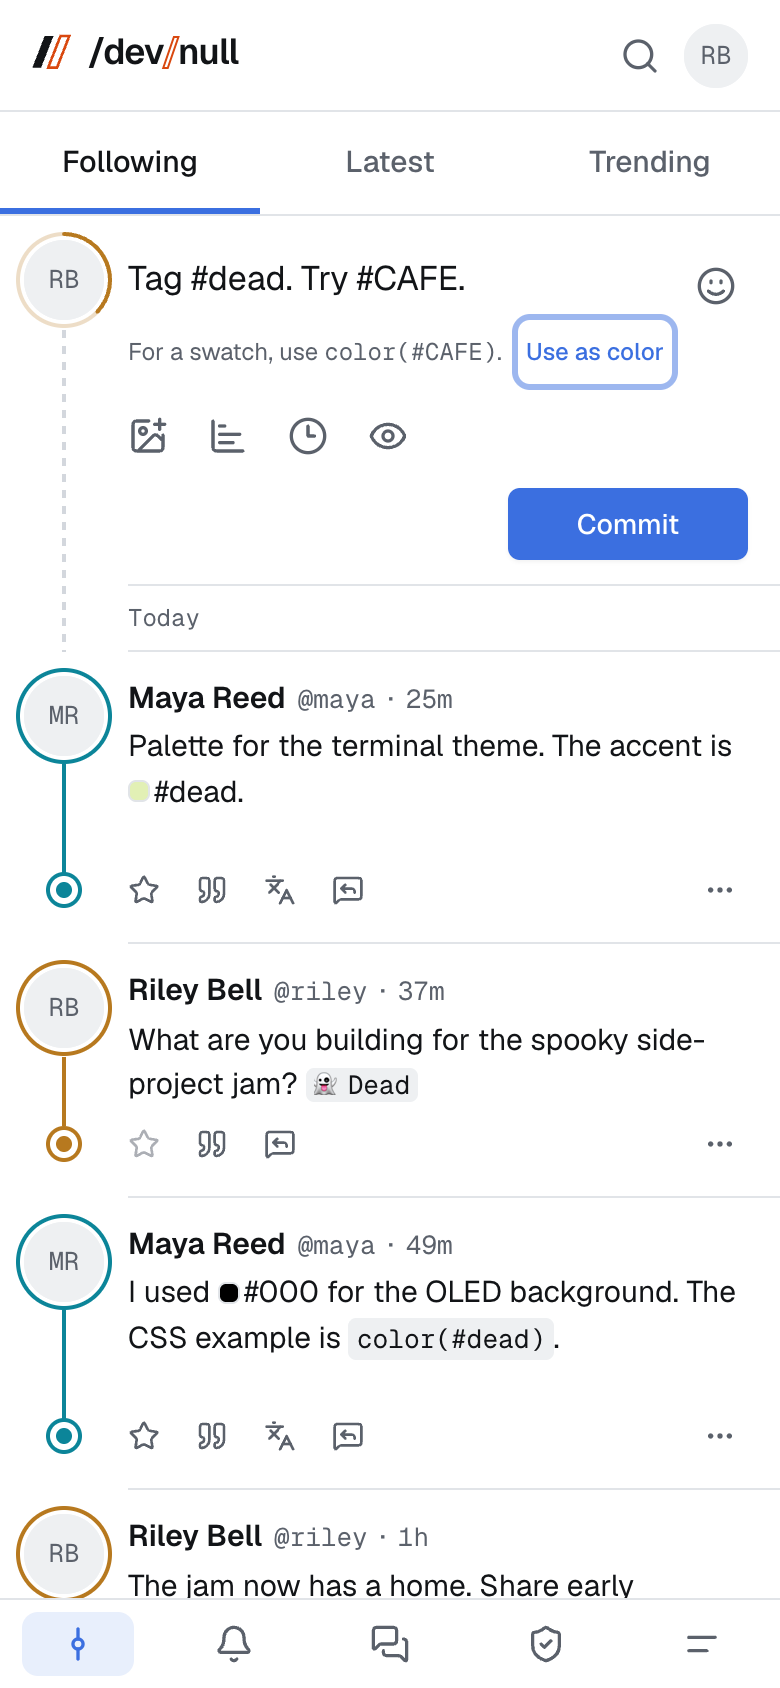 /dev//null
RB
Following
Latest
Trending
RB
Tag #dead. Try #CAFE.
For a swatch, use color(#CAFE).
Use as color
Commit
Today
MR
Maya Reed @maya · 25m
Palette for the terminal theme. The accent is
#dead.
RB
Riley Bell @riley · 37m
What are you building for the spooky side-
project jam? 👻 Dead
MR
Maya Reed @maya · 49m
I used #000 for the OLED background. The
CSS example is color(#dead).
RB
Riley Bell @riley · 1h
The jam now has a home. Share early